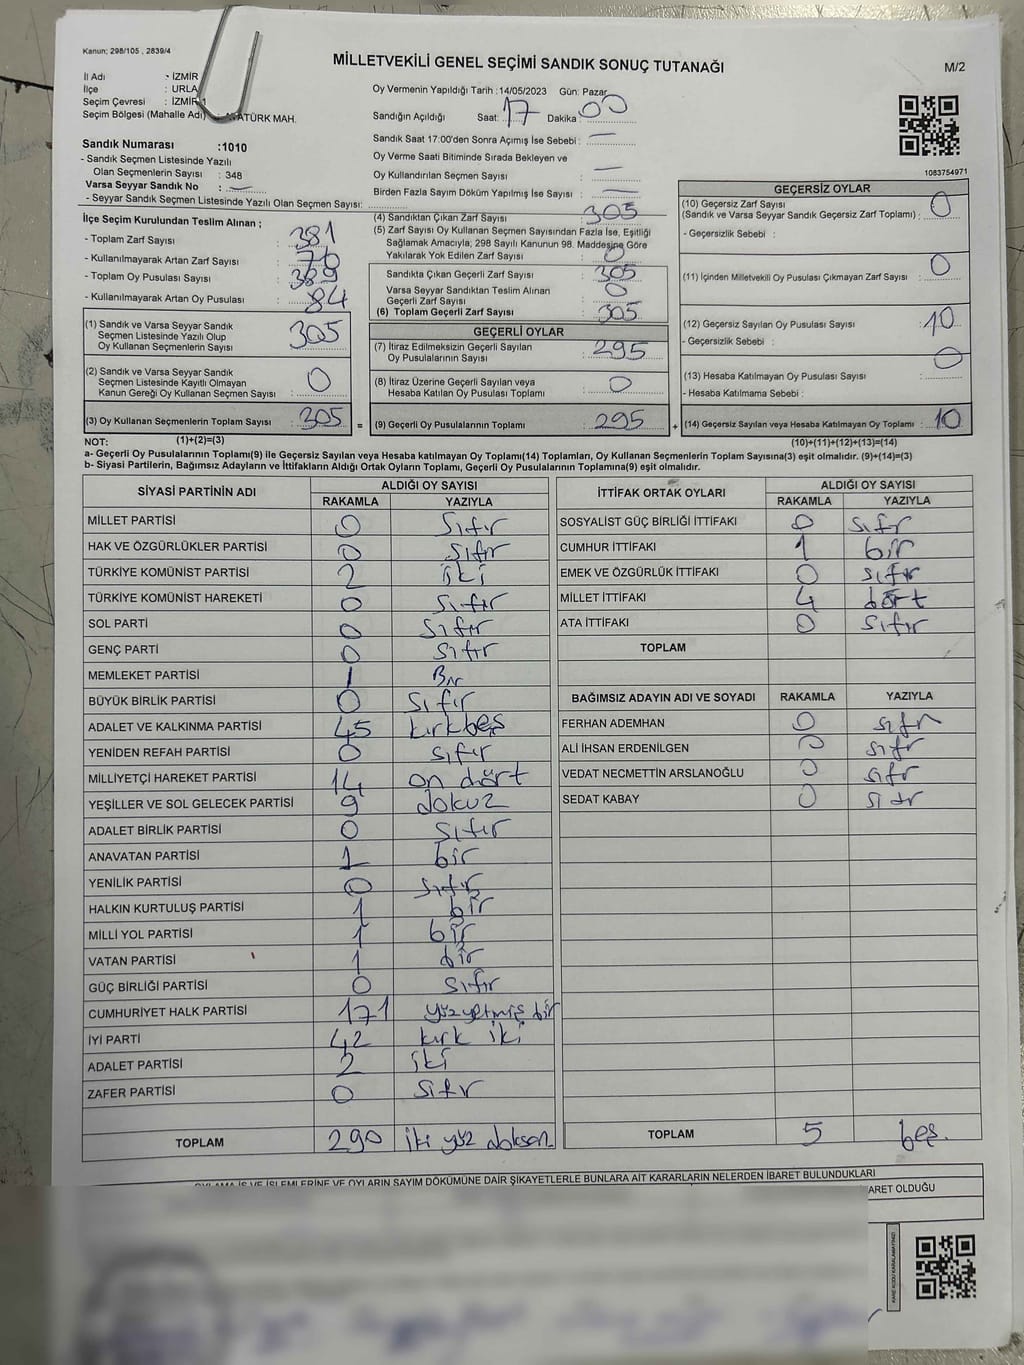 Kanun; 298/105 , 2839/4
MİLLETVEKİLİ GENEL SEÇİMİ SANDIK SONUÇ TUTANAĞI
M/2
İl Adı : İZMİR
İlçe : URLA
Seçim Çevresi : İZMİR
Seçim Bölgesi (Mahalle Adı) ATATÜRK MAH.
Sandık Numarası :1010
- Sandık Seçmen Listesinde Yazılı
Olan Seçmenlerin Sayısı : 348
Varsa Seyyar Sandık No : —
- Seyyar Sandık Seçmen Listesinde Yazılı Olan Seçmen Sayısı:
Oy Vermenin Yapıldığı Tarih :14/05/2023 Gün: Pazar
Sandığın Açıldığı Saat: 17 Dakika 00
Sandık Saat 17:00'den Sonra Açımış İse Sebebi : —
Oy Verme Saati Bitiminde Sırada Bekleyen ve
Oy Kullandırılan Seçmen Sayısı : —
Birden Fazla Sayım Döküm Yapılmış İse Sayısı : —
1083754971
İlçe Seçim Kurulundan Teslim Alınan ;
- Toplam Zarf Sayısı : 381
- Kullanılmayarak Artan Zarf Sayısı : 76
- Toplam Oy Pusulası Sayısı : 389
- Kullanılmayarak Artan Oy Pusulası : 84
(1) Sandık ve Varsa Seyyar Sandık
Seçmen Listesinde Yazılı Olup
Oy Kullanan Seçmenlerin Sayısı : 305
(2) Sandık ve Varsa Seyyar Sandık
Seçmen Listesinde Kayıtlı Olmayan
Kanun Gereği Oy Kullanan Seçmen Sayısı : 0
(3) Oy Kullanan Seçmenlerin Toplam Sayısı : 305 =
(4) Sandıktan Çıkan Zarf Sayısı : 305
(5) Zarf Sayısı Oy Kullanan Seçmen Sayısından Fazla İse, Eşitliği
Sağlamak Amacıyla; 298 Sayılı Kanunun 98. Maddesine Göre
Yakılarak Yok Edilen Zarf Sayısı : 0
Sandıkta Çıkan Geçerli Zarf Sayısı : 305
Varsa Seyyar Sandıktan Teslim Alınan
Geçerli Zarf Sayısı : 0
(6) Toplam Geçerli Zarf Sayısı : 305
GEÇERLİ OYLAR
(7) İtiraz Edilmeksizin Geçerli Sayılan
Oy Pusulalarının Sayısı : 295
(8) İtiraz Üzerine Geçerli Sayılan veya
Hesaba Katılan Oy Pusulası Toplamı : 0
(9) Geçerli Oy Pusulalarının Toplamı : 295 +
GEÇERSİZ OYLAR
(10) Geçersiz Zarf Sayısı
(Sandık ve Varsa Seyyar Sandık Geçersiz Zarf Toplamı) : 0
- Geçersizlik Sebebi :
(11) İçinden Milletvekili Oy Pusulası Çıkmayan Zarf Sayısı : 0
(12) Geçersiz Sayılan Oy Pusulası Sayısı : 10
- Geçersizlik Sebebi :
(13) Hesaba Katılmayan Oy Pusulası Sayısı : 0
- Hesaba Katılmama Sebebi :
(14) Geçersiz Sayılan veya Hesaba Katılmayan Oy Toplamı : 10
NOT: (1)+(2)=(3) (10)+(11)+(12)+(13)=(14)
a- Geçerli Oy Pusulalarının Toplamı(9) ile Geçersiz Sayılan veya Hesaba katılmayan Oy Toplamı(14) Toplamları, Oy Kullanan Seçmenlerin Toplam Sayısına(3) eşit olmalıdır. (9)+(14)=(3)
b- Siyasi Partilerin, Bağımsız Adayların ve İttifakların Aldığı Ortak Oyların Toplamı, Geçerli Oy Pusulalarının Toplamına(9) eşit olmalıdır.
SİYASİ PARTİNİN ADI ALDIĞI OY SAYISI
RAKAMLA YAZIYLA
MİLLET PARTİSİ 0 sıfır
HAK VE ÖZGÜRLÜKLER PARTİSİ 0 sıfır
TÜRKİYE KOMÜNİST PARTİSİ 2 iki
TÜRKİYE KOMÜNİST HAREKETİ 0 sıfır
SOL PARTİ 0 sıfır
GENÇ PARTİ 0 sıfır
MEMLEKET PARTİSİ 1 Bir
BÜYÜK BİRLİK PARTİSİ 0 sıfır
ADALET VE KALKINMA PARTİSİ 45 kırkbeş
YENİDEN REFAH PARTİSİ 0 sıfır
MİLLİYETÇİ HAREKET PARTİSİ 14 on dört
YEŞİLLER VE SOL GELECEK PARTİSİ 9 dokuz
ADALET BİRLİK PARTİSİ 0 sıfır
ANAVATAN PARTİSİ 1 bir
YENİLİK PARTİSİ 0 sıfır
HALKIN KURTULUŞ PARTİSİ 1 bir
MİLLİ YOL PARTİSİ 1 bir
VATAN PARTİSİ 1 bir
GÜÇ BİRLİĞİ PARTİSİ 0 sıfır
CUMHURİYET HALK PARTİSİ 171 yüzyetmiş bir
İYİ PARTİ 42 kırk iki
ADALET PARTİSİ 2 iki
ZAFER PARTİSİ 0 sıfır
TOPLAM 290 iki yüz doksan
İTTİFAK ORTAK OYLARI ALDIĞI OY SAYISI
RAKAMLA YAZIYLA
SOSYALİST GÜÇ BİRLİĞİ İTTİFAKI 0 sıfır
CUMHUR İTTİFAKI 1 bir
EMEK VE ÖZGÜRLÜK İTTİFAKI 0 sıfır
MİLLET İTTİFAKI 4 dört
ATA İTTİFAKI 0 sıfır
TOPLAM
BAĞIMSIZ ADAYIN ADI VE SOYADI RAKAMLA YAZIYLA
FERHAN ADEMHAN 0 sıfır
ALİ İHSAN ERDENİLGEN 0 sıfır
VEDAT NECMETTİN ARSLANOĞLU 0 sıfır
SEDAT KABAY 0 sıfır
TOPLAM 5 beş.
OYLAMA İŞ VE İŞLEMLERİNE VE OYLARIN SAYIM DÖKÜMÜNE DAİR ŞİKAYETLERLE BUNLARA AİT KARARLARIN NELERDEN İBARET BULUNDUKLARI
ARET OLDUĞU